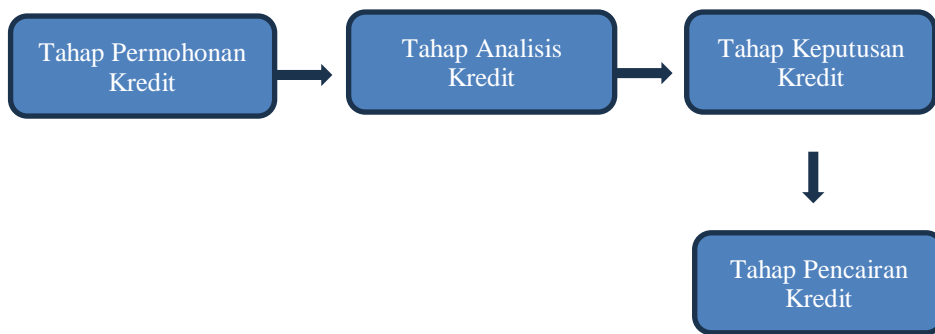 Tahap Permohonan
Kredit
Tahap Analisis
Kredit
Tahap Keputusan
Kredit
Tahap Pencairan
Kredit